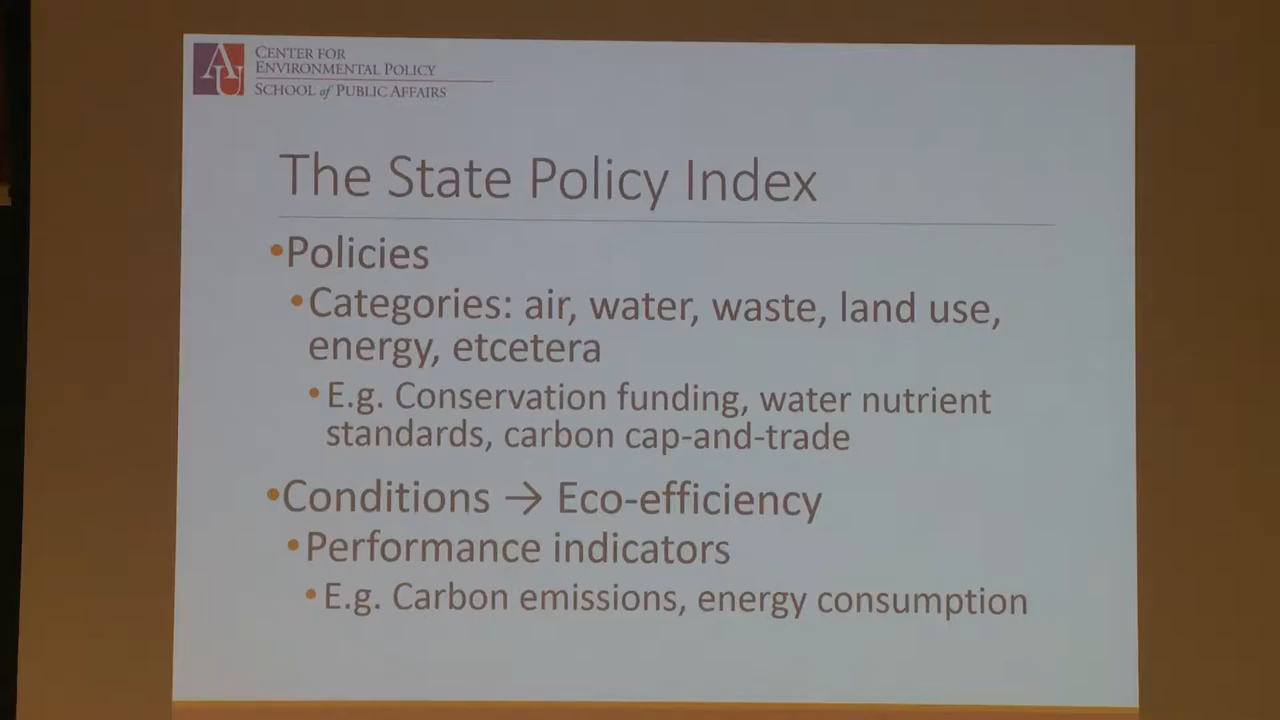 AU
CENTER FOR
ENVIRONMENTAL POLICY
SCHOOL of PUBLIC AFFAIRS
The State Policy Index
•Policies
•Categories: air, water, waste, land use,
energy, etcetera
•E.g. Conservation funding, water nutrient
standards, carbon cap-and-trade
•Conditions → Eco-efficiency
•Performance indicators
•E.g. Carbon emissions, energy consumption